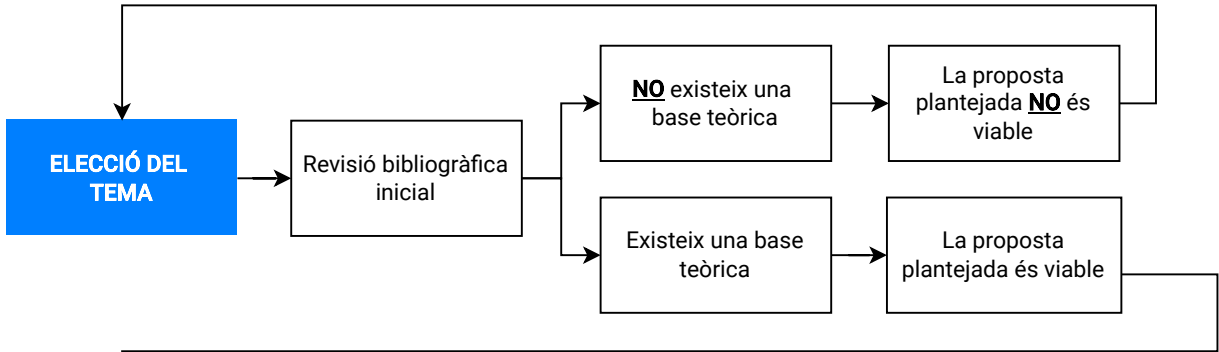 ELECCIÓ DEL
TEMA
Revisió bibliogràfica
inicial
NO existeix una
base teòrica
La proposta
plantejada NO és
viable
Existeix una base
teòrica
La proposta
plantejada és viable